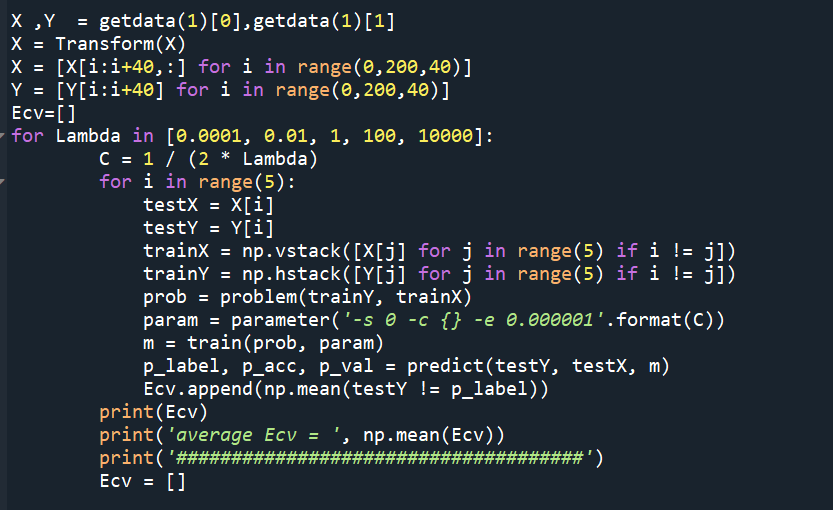 X ,Y  = getdata(1)[0],getdata(1)[1]
X = Transform(X)
X = [X[i:i+40,:] for i in range(0,200,40)]
Y = [Y[i:i+40] for i in range(0,200,40)]
Ecv=[]
for Lambda in [0.0001, 0.01, 1, 100, 10000]:
        C = 1 / (2 * Lambda)
        for i in range(5):
            testX = X[i]
            testY = Y[i]
            trainX = np.vstack([X[j] for j in range(5) if i != j])
            trainY = np.hstack([Y[j] for j in range(5) if i != j])
            prob = problem(trainY, trainX)
            param = parameter('-s 0 -c {} -e 0.000001'.format(C))
            m = train(prob, param)
            p_label, p_acc, p_val = predict(testY, testX, m)
            Ecv.append(np.mean(testY != p_label))
        print(Ecv)
        print('average Ecv = ', np.mean(Ecv))
        print('#####################################')
        Ecv = []